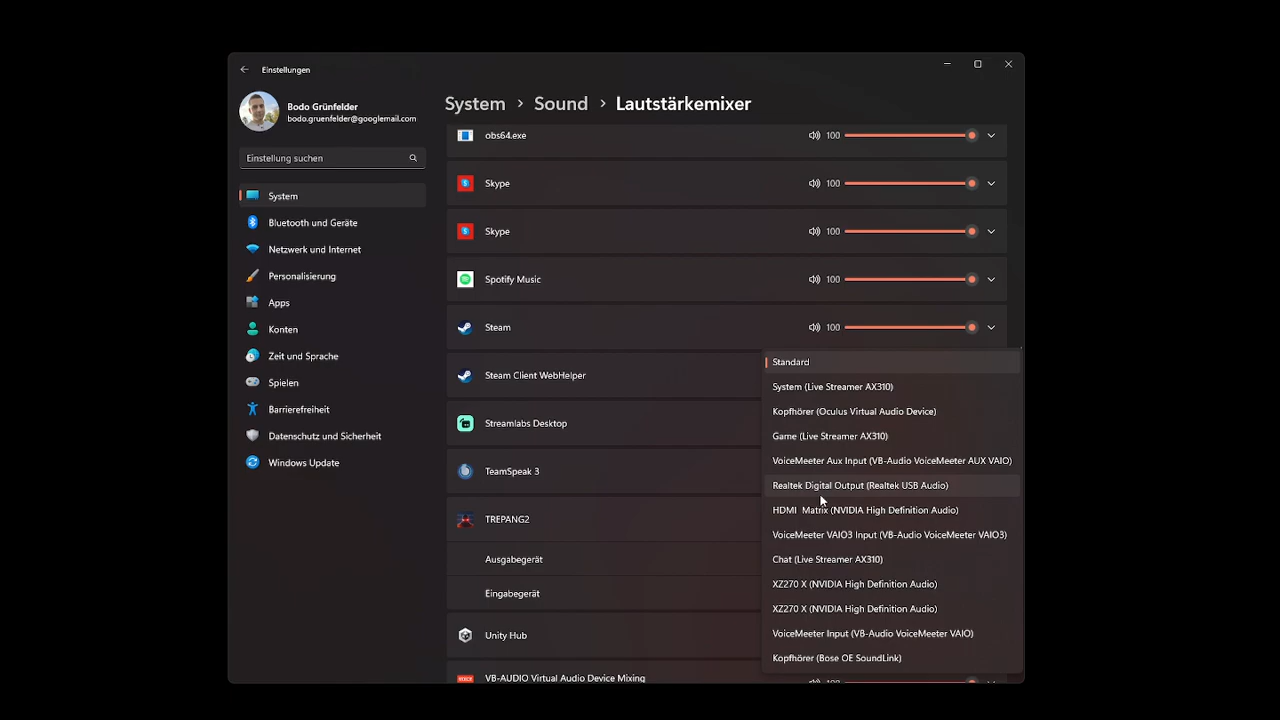 Einstellungen
Bodo Grünfelder
bodo.gruenfelder@googlemail.com
Einstellung suchen
System
Bluetooth und Geräte
Netzwerk und Internet
Personalisierung
Apps
Konten
Zeit und Sprache
Spielen
Barrierefreiheit
Datenschutz und Sicherheit
Windows Update
System > Sound > Lautstärkemixer
obs64.exe 100
Skype 100
Skype 100
Spotify Music 100
Steam 100
Steam Client WebHelper
Streamlabs Desktop
TeamSpeak 3
TREPANG2
Ausgabegerät
Eingabegerät
Unity Hub
VB-AUDIO Virtual Audio Device Mixing 100
Standard
System (Live Streamer AX310)
Kopfhörer (Oculus Virtual Audio Device)
Game (Live Streamer AX310)
VoiceMeeter Aux Input (VB-Audio VoiceMeeter AUX VAIO)
Realtek Digital Output (Realtek USB Audio)
HDMI Matrix (NVIDIA High Definition Audio)
VoiceMeeter VAIO3 Input (VB-Audio VoiceMeeter VAIO3)
Chat (Live Streamer AX310)
XZ270 X (NVIDIA High Definition Audio)
XZ270 X (NVIDIA High Definition Audio)
VoiceMeeter Input (VB-Audio VoiceMeeter VAIO)
Kopfhörer (Bose OE SoundLink)